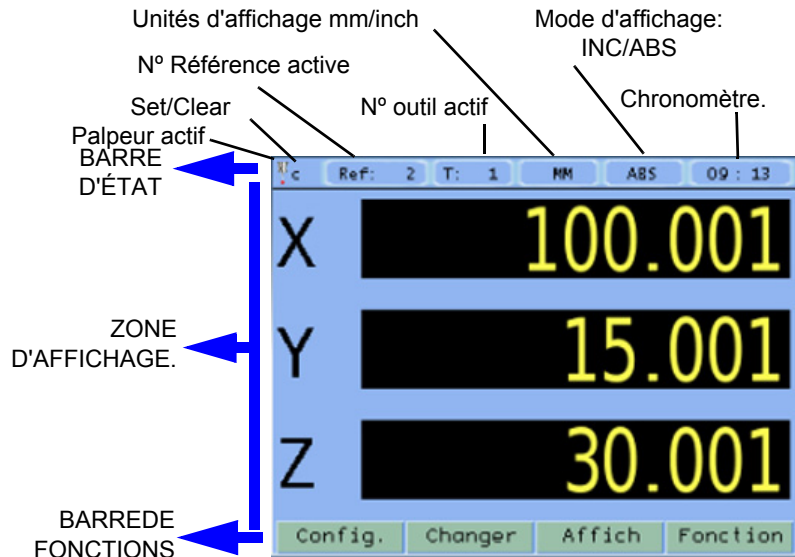 Unités d'affichage mm/inch
Mode d'affichage:
INC/ABS
Nº Référence active
Set/Clear
Nº outil actif
Chronomètre.
Palpeur actif
BARRE
D'ÉTAT
c Ref: 2 T: 1 MM ABS 09 : 13
X 100.001
ZONE
D'AFFICHAGE.
Y 15.001
Z 30.001
BARREDE
FONCTIONS
Config. Changer Affich Fonction